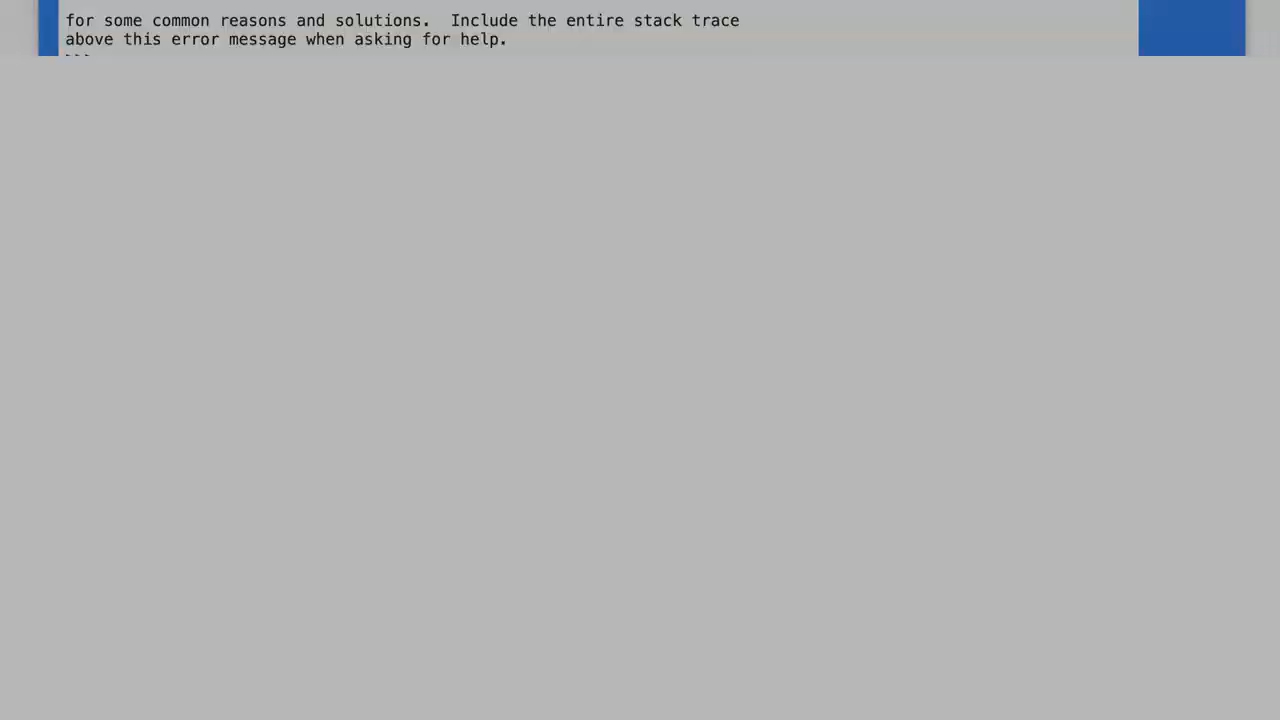 for some common reasons and solutions.  Include the entire stack trace
above this error message when asking for help.